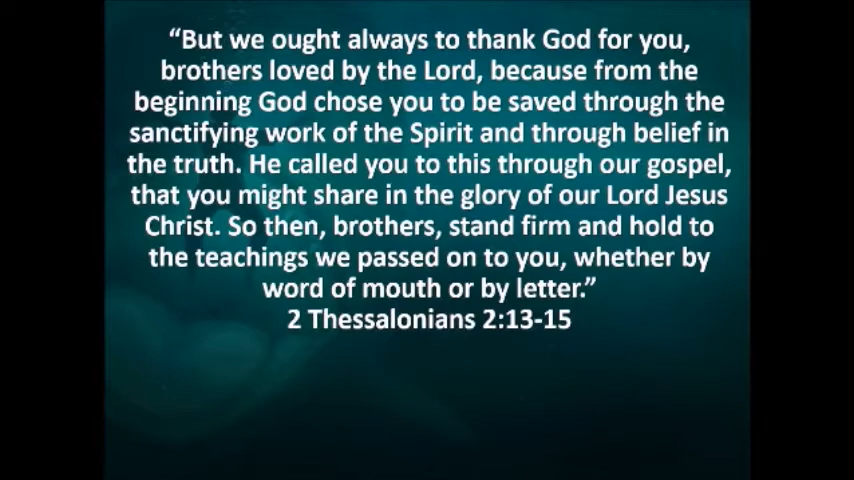 “But we ought always to thank God for you,
brothers loved by the Lord, because from the
beginning God chose you to be saved through the
sanctifying work of the Spirit and through belief in
the truth. He called you to this through our gospel,
that you might share in the glory of our Lord Jesus
Christ. So then, brothers, stand firm and hold to
the teachings we passed on to you, whether by
word of mouth or by letter.”
2 Thessalonians 2:13-15